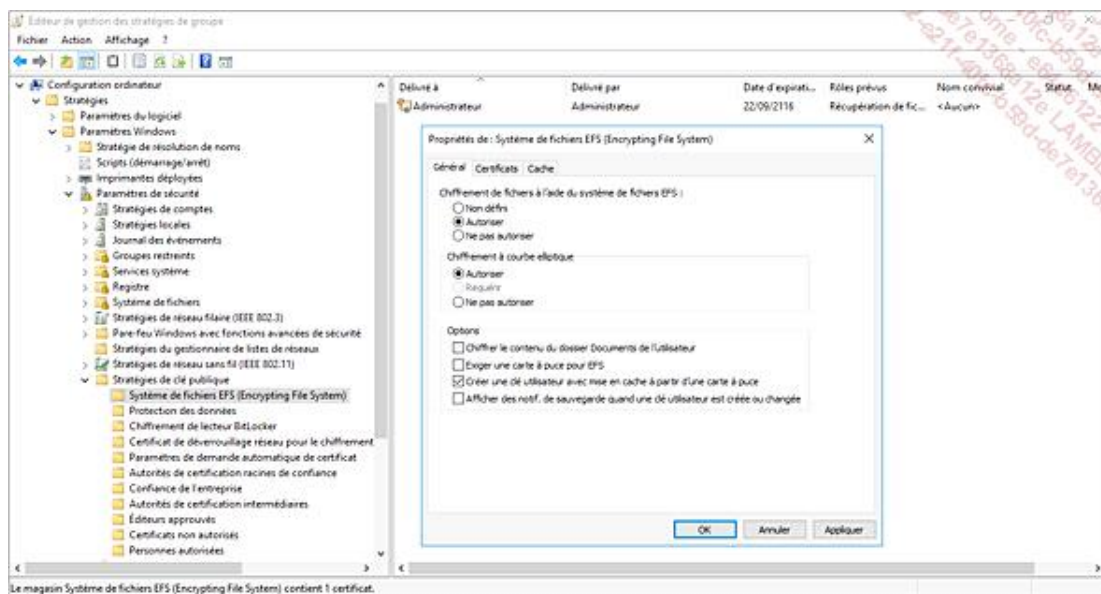 Éditeur de gestion des stratégies de groupe
Fichier Action Affichage ?
Configuration ordinateur
Stratégies
Paramètres du logiciel
Paramètres Windows
Stratégie de résolution de noms
Scripts (démarrage/arrêt)
Imprimantes déployées
Paramètres de sécurité
Stratégies de comptes
Stratégies locales
Journal des événements
Groupes restreints
Services système
Registre
Système de fichiers
Stratégies de réseau filaire (IEEE 802.3)
Pare-feu Windows avec fonctions avancées de sécurité
Stratégies du gestionnaire de listes de réseaux
Stratégies de réseau sans fil (IEEE 802.11)
Stratégies de clé publique
Système de fichiers EFS (Encrypting File System)
Protection des données
Chiffrement de lecteur BitLocker
Certificat de déverrouillage réseau pour le chiffrement
Paramètres de demande automatique de certificat
Autorités de certification racines de confiance
Confiance de l'entreprise
Autorités de certification intermédiaires
Éditeurs approuvés
Certificats non autorisés
Personnes autorisées
Délivré à Délivré par Date d'expirati... Rôles prévus Nom convivial Statut
Administrateur Administrateur 22/09/2116 Récupération de fic... <Aucun>
Propriétés de : Système de fichiers EFS (Encrypting File System)
Général Certificats Cache
Chiffrement de fichiers à l'aide du système de fichiers EFS :
Non défini
Autoriser
Ne pas autoriser
Chiffrement à courbe elliptique
Autoriser
Requérir
Ne pas autoriser
Options
Chiffrer le contenu du dossier Documents de l'utilisateur
Exiger une carte à puce pour EFS
Créer une clé utilisateur avec mise en cache à partir d'une carte à puce
Afficher des notif. de sauvegarde quand une clé utilisateur est créée ou changée
OK Annuler Appliquer
Le magasin Système de fichiers EFS (Encrypting File System) contient 1 certificat.